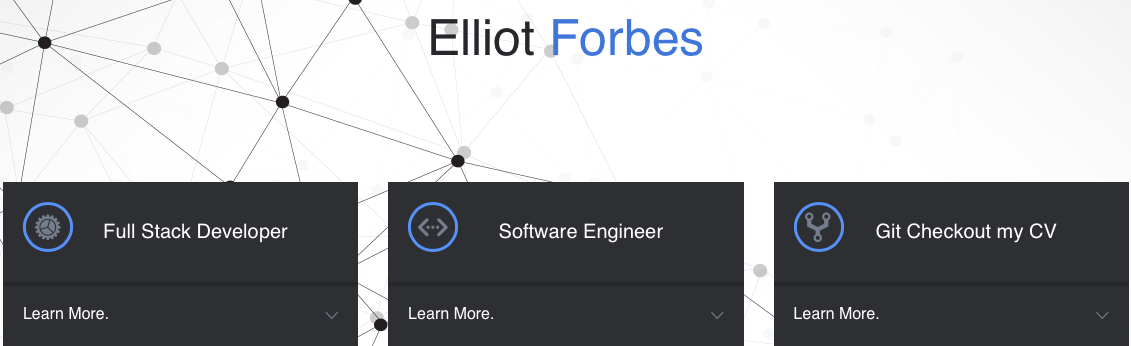 Elliot Forbes
Full Stack Developer
Software Engineer
Git Checkout my CV
Learn More.
Learn More.
Learn More.